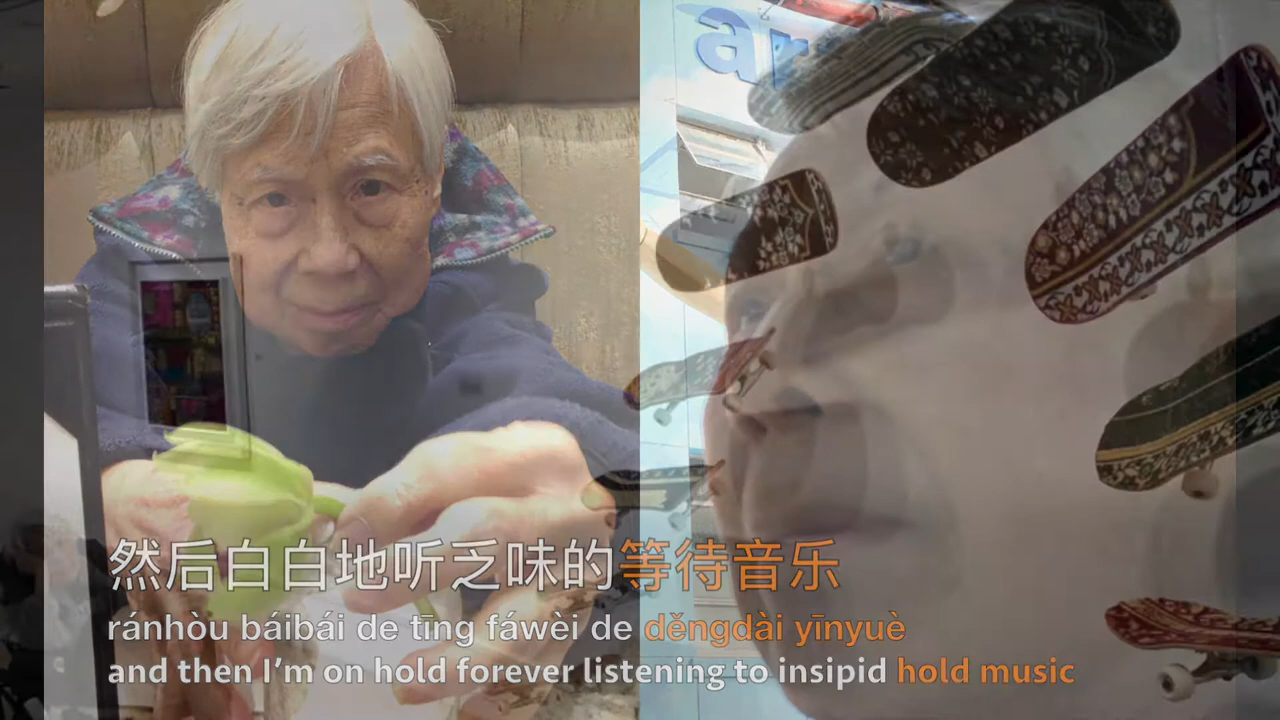 ar
然后白白地听乏味的等待音乐
ránhòu báibái de tīng fáwèi de děngdài yīnyuè
and then I’m on hold forever listening to insipid hold music